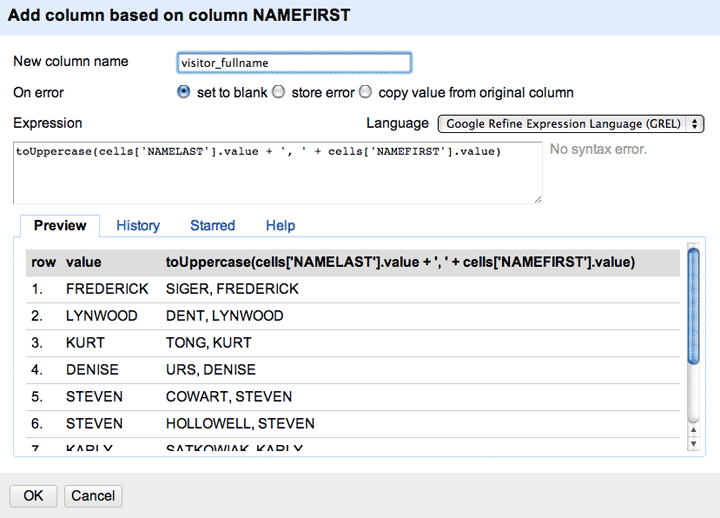 Add column based on column NAMEFIRST
New column name visitor_fullname
On error set to blank store error copy value from original column
Expression Language Google Refine Expression Language (GREL)
toUppercase(cells['NAMELAST'].value + ', ' + cells['NAMEFIRST'].value) No syntax error.
Preview History Starred Help
row value toUppercase(cells['NAMELAST'].value + ', ' + cells['NAMEFIRST'].value)
1. FREDERICK SIGER, FREDERICK
2. LYNWOOD DENT, LYNWOOD
3. KURT TONG, KURT
4. DENISE URS, DENISE
5. STEVEN COWART, STEVEN
6. STEVEN HOLLOWELL, STEVEN
7. KARLY SATKOWIAK, KARLY
OK Cancel